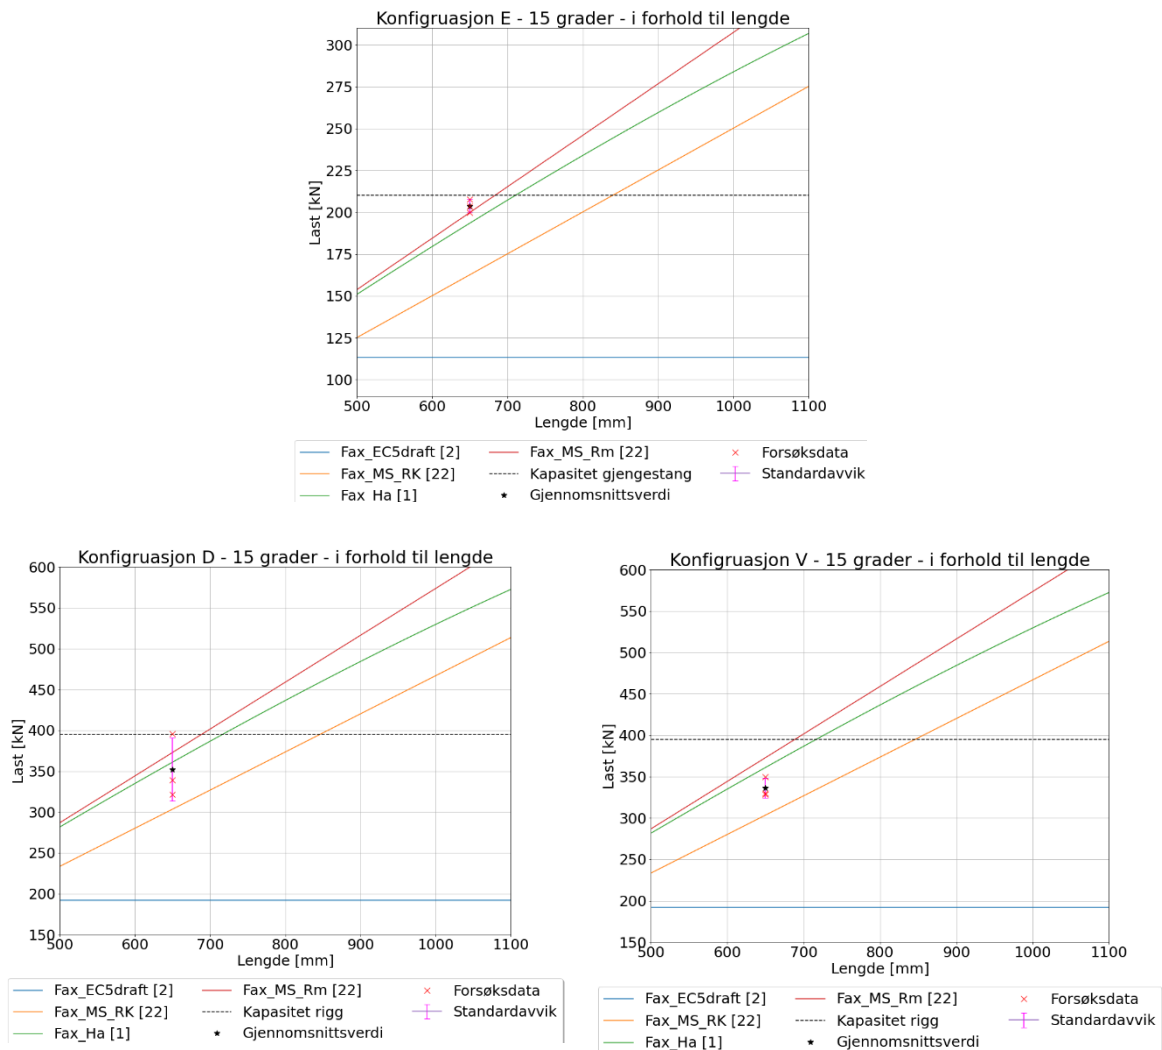 Konfigruasjon E - 15 grader - i forhold til lengde
300
275
250
225
200
175
150
125
100
Last [kN]
500 600 700 800 900 1000 1100
Lengde [mm]
Fax_EC5draft [2] Fax_MS_Rm [22] Forsøksdata
Fax_MS_RK [22] Kapasitet gjengestang Standardavvik
Fax_Ha [1] Gjennomsnittsverdi
Konfigruasjon D - 15 grader - i forhold til lengde
600
550
500
450
400
350
300
250
200
150
Last [kN]
500 600 700 800 900 1000 1100
Lengde [mm]
Fax_EC5draft [2] Fax_MS_Rm [22] Forsøksdata
Fax_MS_RK [22] Kapasitet rigg Standardavvik
Fax_Ha [1] Gjennomsnittsverdi
Konfigruasjon V - 15 grader - i forhold til lengde
600
550
500
450
400
350
300
250
200
150
Last [kN]
500 600 700 800 900 1000 1100
Lengde [mm]
Fax_EC5draft [2] Fax_MS_Rm [22] Forsøksdata
Fax_MS_RK [22] Kapasitet rigg Standardavvik
Fax_Ha [1] Gjennomsnittsverdi